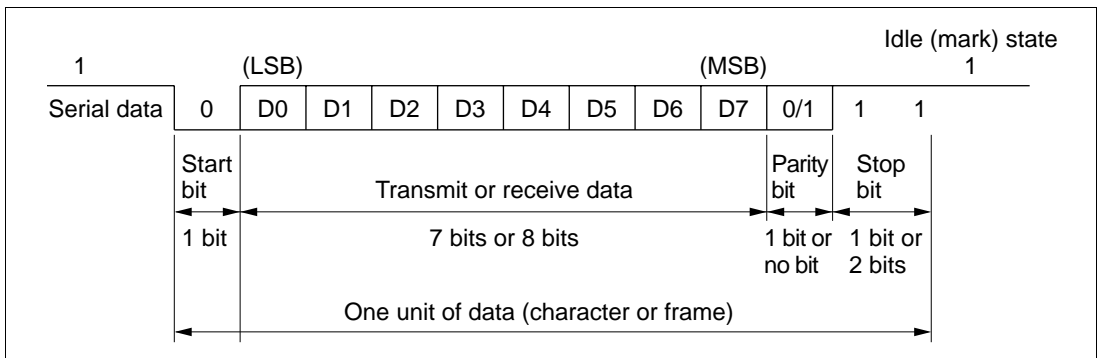 Idle (mark) state
1 (LSB) (MSB) 1
Serial data 0 D0 D1 D2 D3 D4 D5 D6 D7 0/1 1 1
Start Parity Stop
bit Transmit or receive data bit bit
1 bit 7 bits or 8 bits 1 bit or 1 bit or
no bit 2 bits
One unit of data (character or frame)